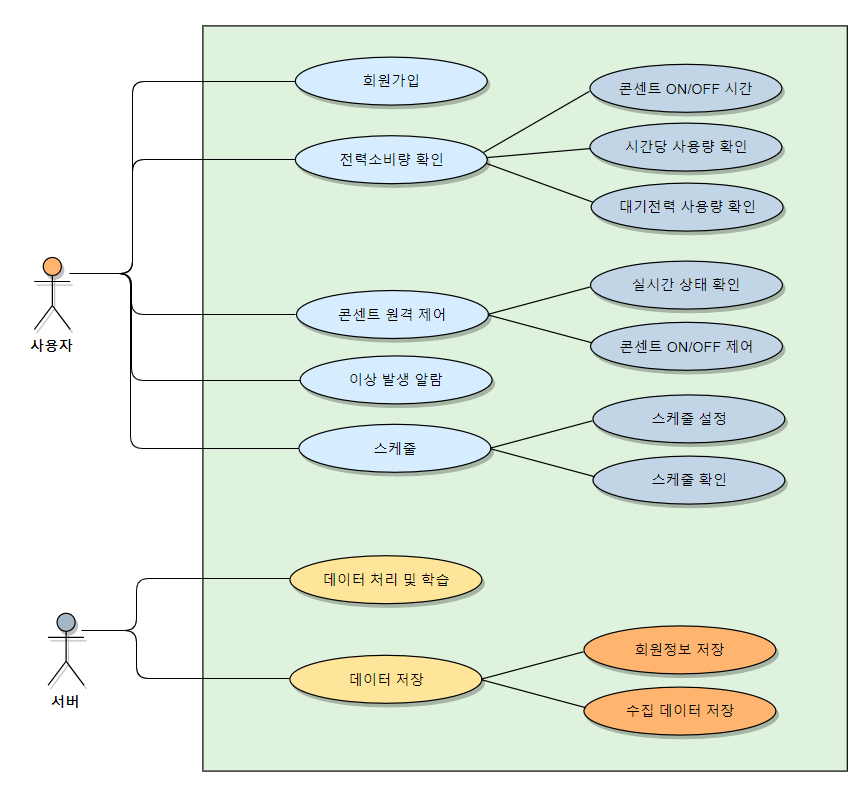 회원가입
콘센트 ON/OFF 시간
전력소비량 확인
시간당 사용량 확인
대기전력 사용량 확인
사용자
콘센트 원격 제어
실시간 상태 확인
콘센트 ON/OFF 제어
이상 발생 알람
스케줄
스케줄 설정
스케줄 확인
서버
데이터 처리 및 학습
데이터 저장
회원정보 저장
수집 데이터 저장